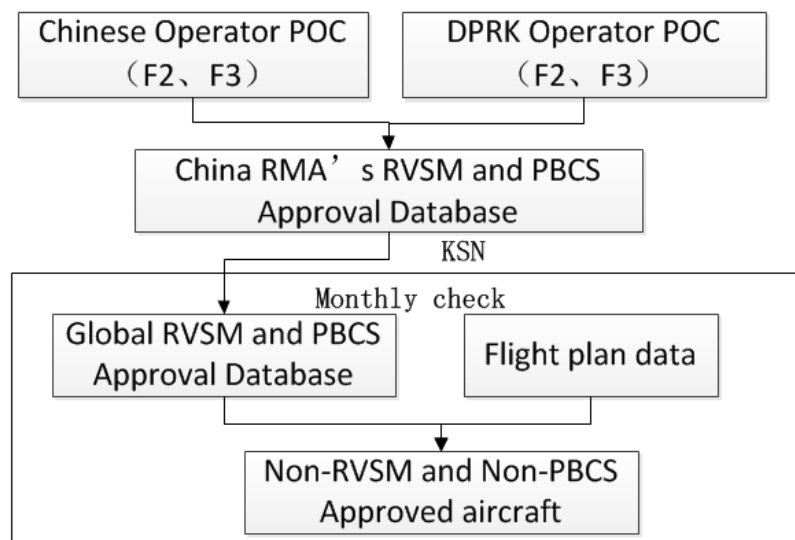 Chinese Operator POC
（F2、F3）
DPRK Operator POC
（F2、F3）
China RMA’s RVSM and PBCS
Approval Database
KSN
Monthly check
Global RVSM and PBCS
Approval Database
Flight plan data
Non-RVSM and Non-PBCS
Approved aircraft